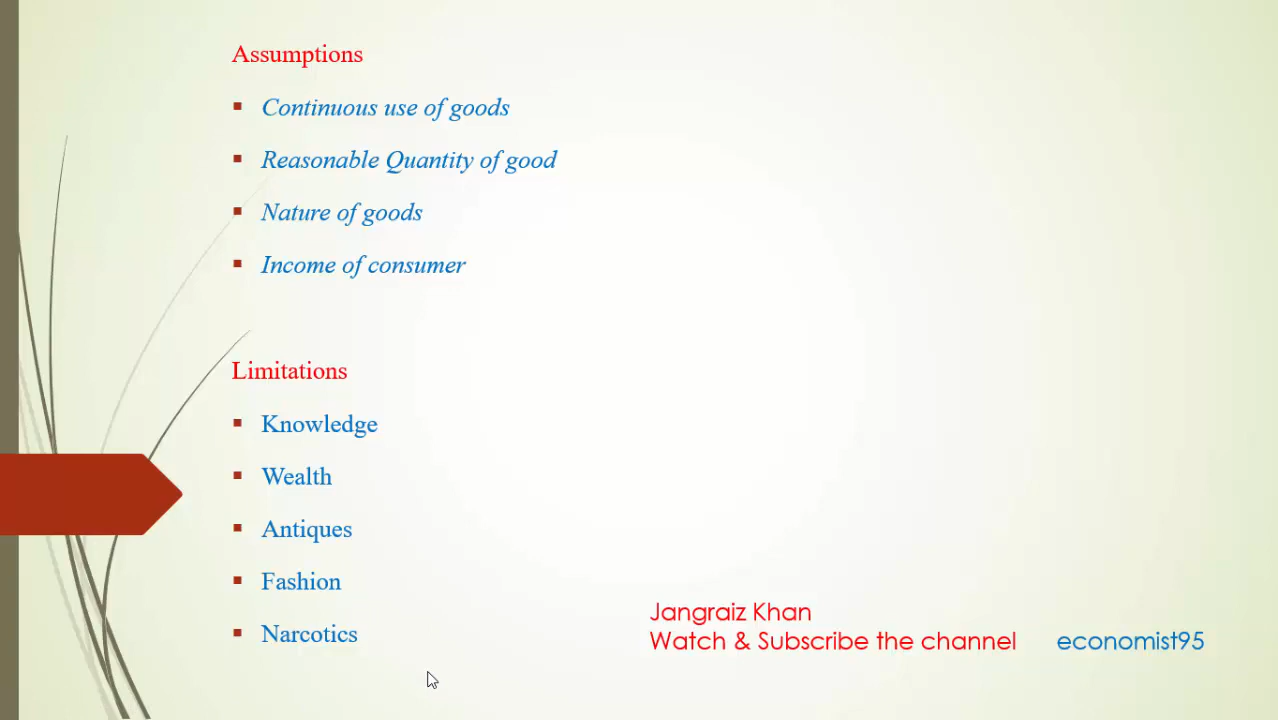 Assumptions
Continuous use of goods
Reasonable Quantity of good
Nature of goods
Income of consumer
Limitations
Knowledge
Wealth
Antiques
Fashion
Narcotics
Jangraiz Khan
Watch & Subscribe the channel economist95